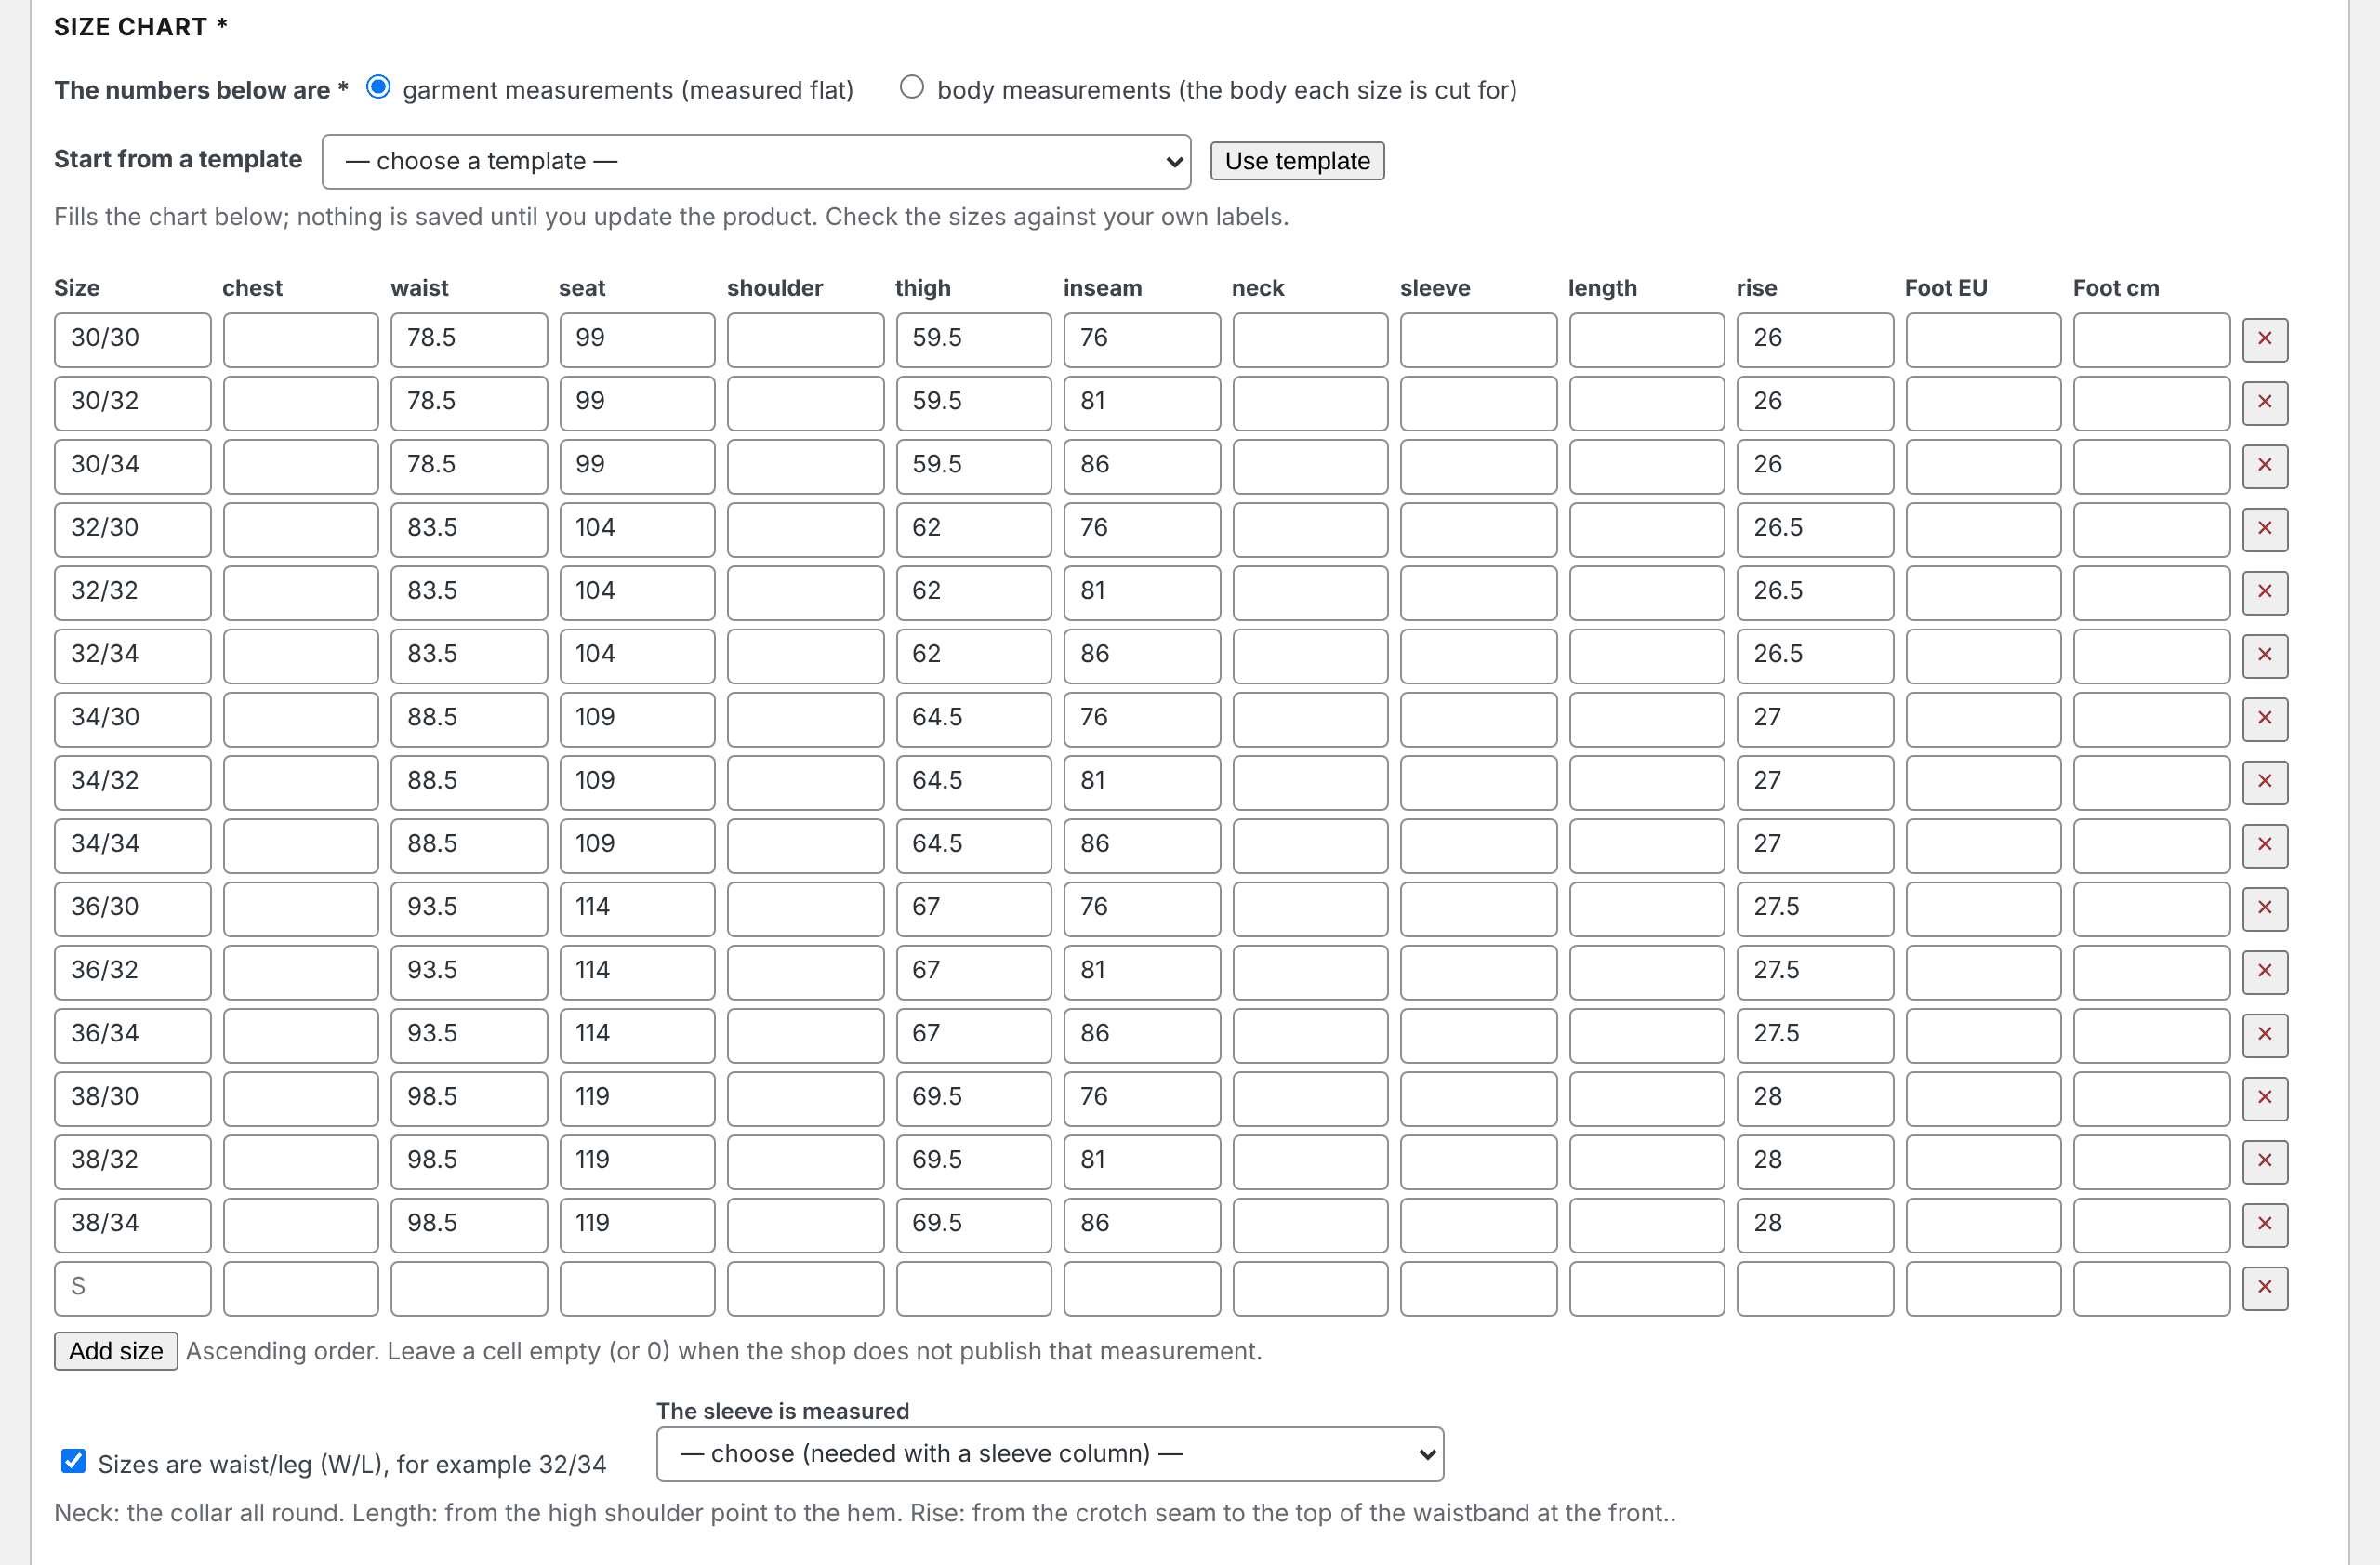 SIZE CHART *
The numbers below are * garment measurements (measured flat) body measurements (the body each size is cut for)
Start from a template — choose a template — Use template
Fills the chart below; nothing is saved until you update the product. Check the sizes against your own labels.
Size chest waist seat shoulder thigh inseam neck sleeve length rise Foot EU Foot cm
30/30 78.5 99 59.5 76 26 ×
30/32 78.5 99 59.5 81 26 ×
30/34 78.5 99 59.5 86 26 ×
32/30 83.5 104 62 76 26.5 ×
32/32 83.5 104 62 81 26.5 ×
32/34 83.5 104 62 86 26.5 ×
34/30 88.5 109 64.5 76 27 ×
34/32 88.5 109 64.5 81 27 ×
34/34 88.5 109 64.5 86 27 ×
36/30 93.5 114 67 76 27.5 ×
36/32 93.5 114 67 81 27.5 ×
36/34 93.5 114 67 86 27.5 ×
38/30 98.5 119 69.5 76 28 ×
38/32 98.5 119 69.5 81 28 ×
38/34 98.5 119 69.5 86 28 ×
S ×
Add size Ascending order. Leave a cell empty (or 0) when the shop does not publish that measurement.
The sleeve is measured
Sizes are waist/leg (W/L), for example 32/34 — choose (needed with a sleeve column) —
Neck: the collar all round. Length: from the high shoulder point to the hem. Rise: from the crotch seam to the top of the waistband at the front..